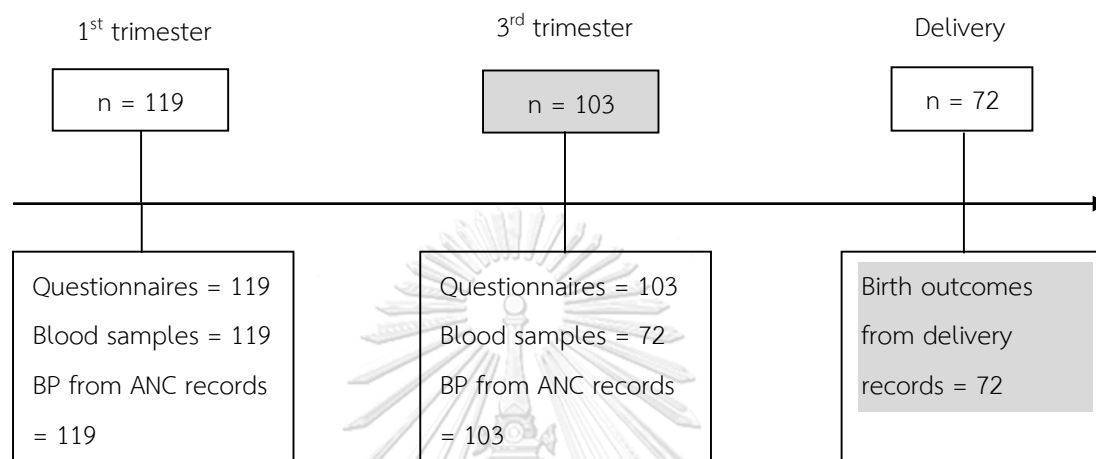 1st trimester
3rd trimester
Delivery
n = 119
n = 103
n = 72
Questionnaires = 119
Blood samples = 119
BP from ANC records
= 119
Questionnaires = 103
Blood samples = 72
BP from ANC records
= 103
Birth outcomes
from delivery
records = 72